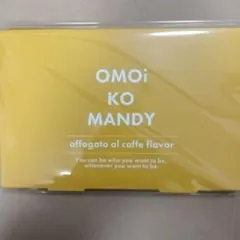 OMOi
KO
MANDY
affogato al caffe flavor
You can be who you want to be,
wherever you want to be.